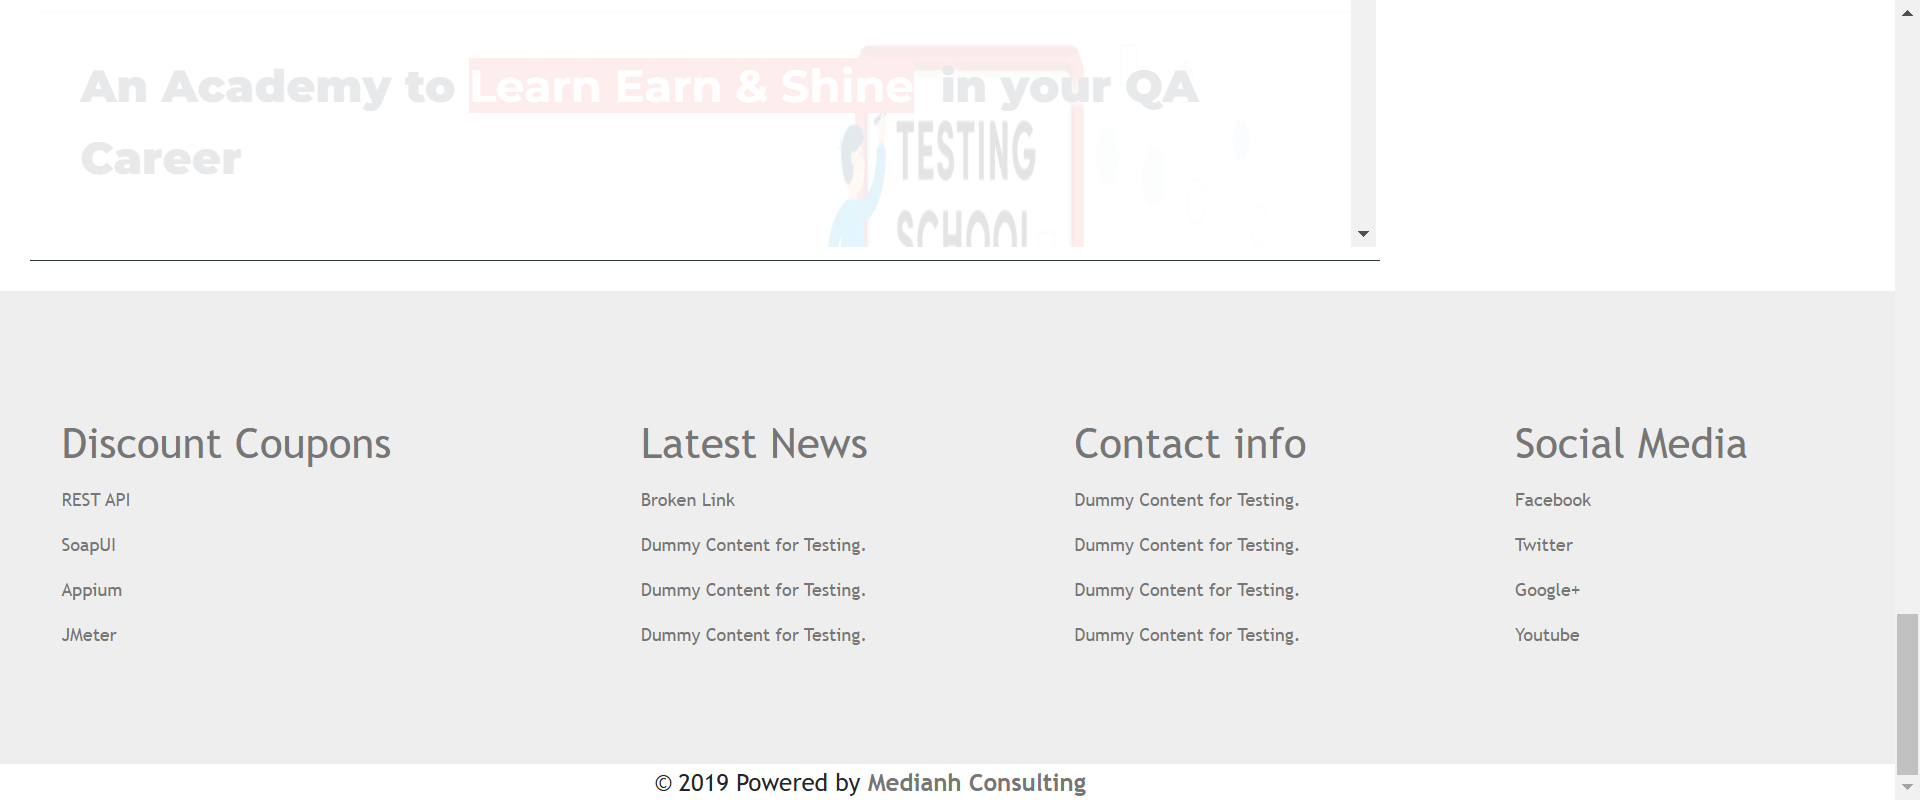 An Academy to Learn Earn & Shine in your QA
Career
TESTING
SCHOOL
Discount Coupons
REST API
SoapUI
Appium
JMeter
Latest News
Broken Link
Dummy Content for Testing.
Dummy Content for Testing.
Dummy Content for Testing.
Contact info
Dummy Content for Testing.
Dummy Content for Testing.
Dummy Content for Testing.
Dummy Content for Testing.
Social Media
Facebook
Twitter
Google+
Youtube
© 2019 Powered by Medianh Consulting